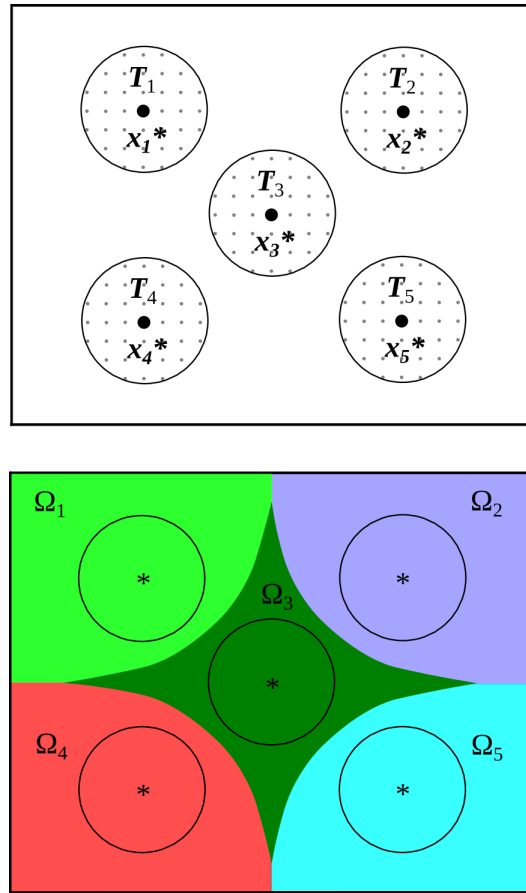 T₁ T₂
x₁* x₂*
T₃
x₃*
T₄ T₅
x₄* x₅*
Ω₁ Ω₂
* *
Ω₃
*
Ω₄ Ω₅
* *